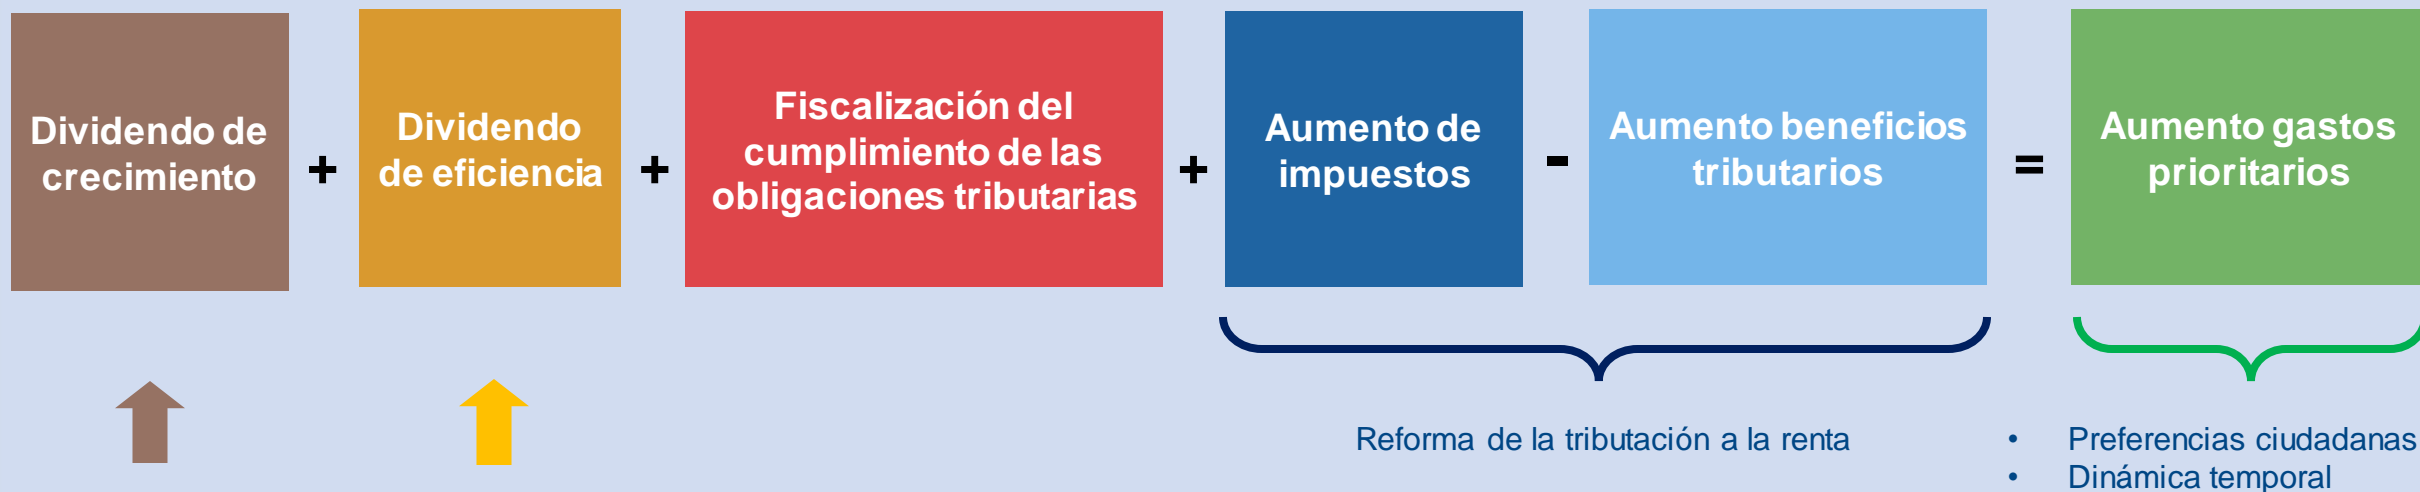 Dividendo de
crecimiento
+
Dividendo
de eficiencia
+
Fiscalización del
cumplimiento de las
obligaciones tributarias
+
Aumento de
impuestos
-
Aumento beneficios
tributarios
=
Aumento gastos
prioritarios
Reforma de la tributación a la renta
• Preferencias ciudadanas
• Dinámica temporal